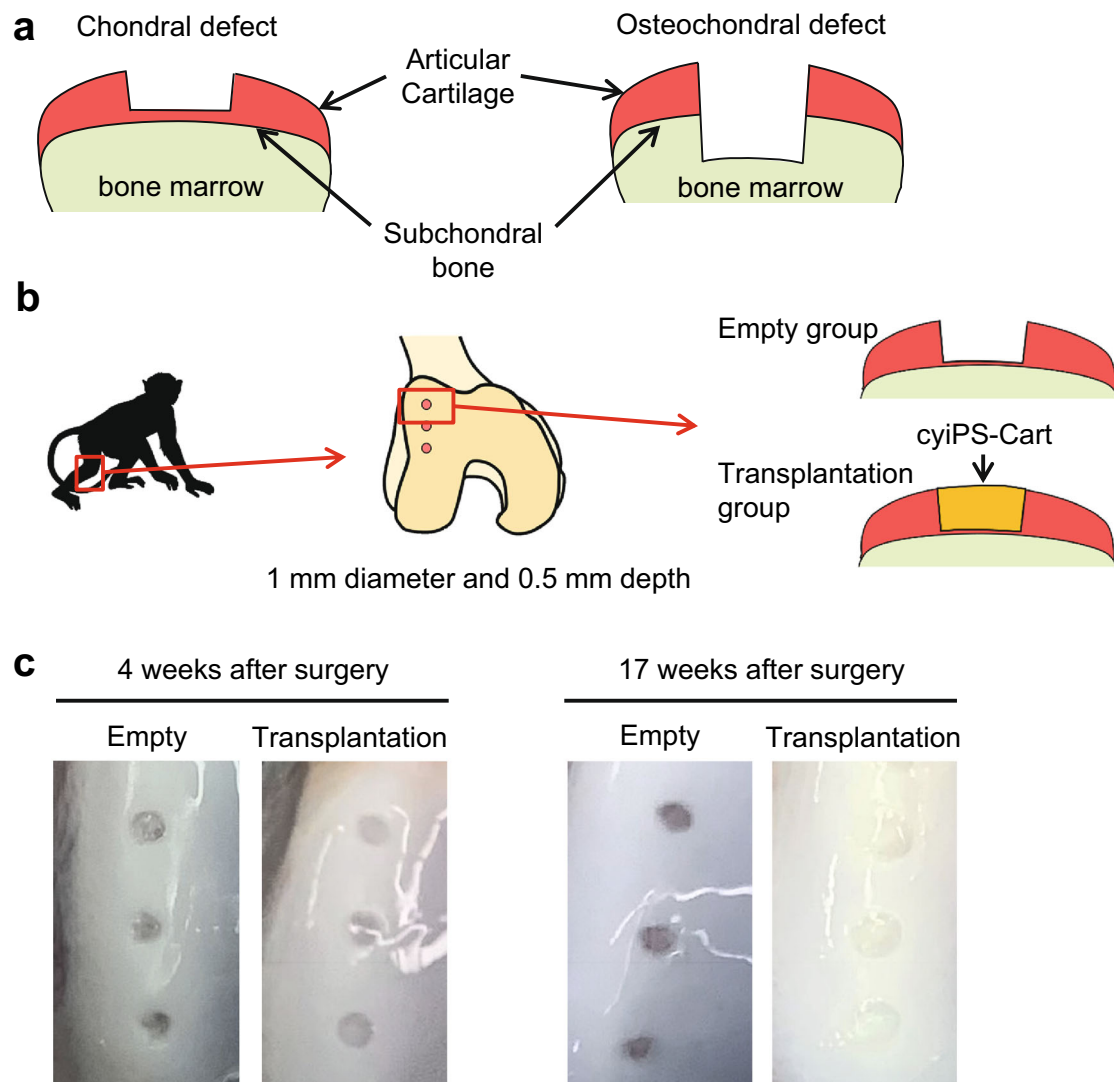 a
Chondral defect
Osteochondral defect
Articular
Cartilage
bone marrow
bone marrow
Subchondral
bone
b
Empty group
cyiPS-Cart
Transplantation
group
1 mm diameter and 0.5 mm depth
c
4 weeks after surgery
17 weeks after surgery
Empty
Transplantation
Empty
Transplantation